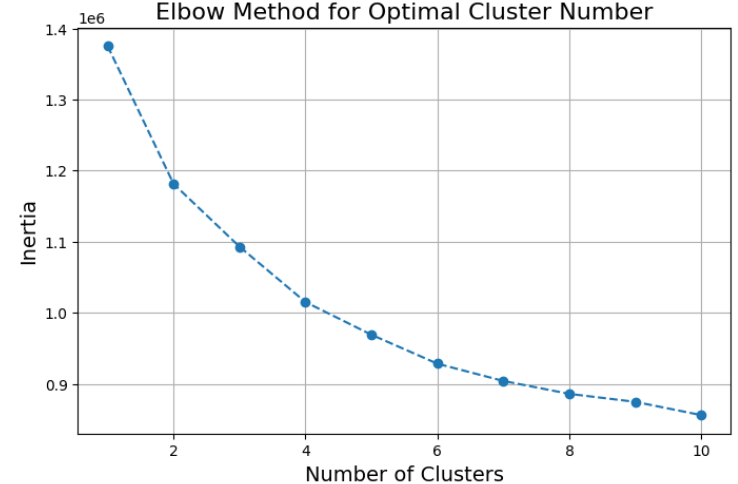 Elbow Method for Optimal Cluster Number
1e6
1.4
1.3
1.2
1.1
1.0
0.9
Inertia
2 4 6 8 10
Number of Clusters